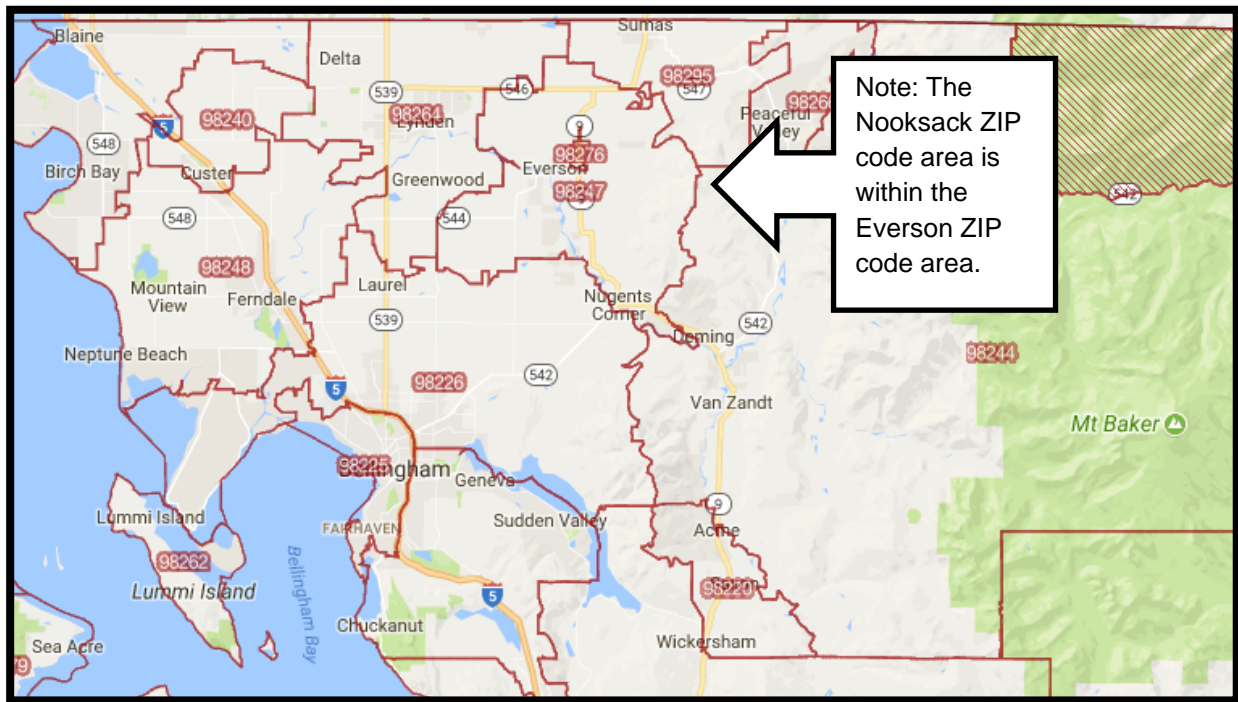 Blaine
Sumas
Delta
98295
539
546
547
98240
98264
Lynden
Peaceful
Valley
5
9
548
98276
Birch Bay
Custer
Greenwood
Everson
98247
542
548
544
98248
Laurel
Mountain
View
Ferndale
Nugents
Corner
539
542
Deming
Neptune Beach
98244
5
98226
542
Van Zandt
Mt Baker
98225
Bellingham
Geneva
Lummi Island
Sudden Valley
9
FAIRHAVEN
Acme
98262
Lummi Island
Bellingham Bay
5
98220
Chuckanut
Wickersham
Sea Acre
Note: The
Nooksack ZIP
code area is
within the
Everson ZIP
code area.